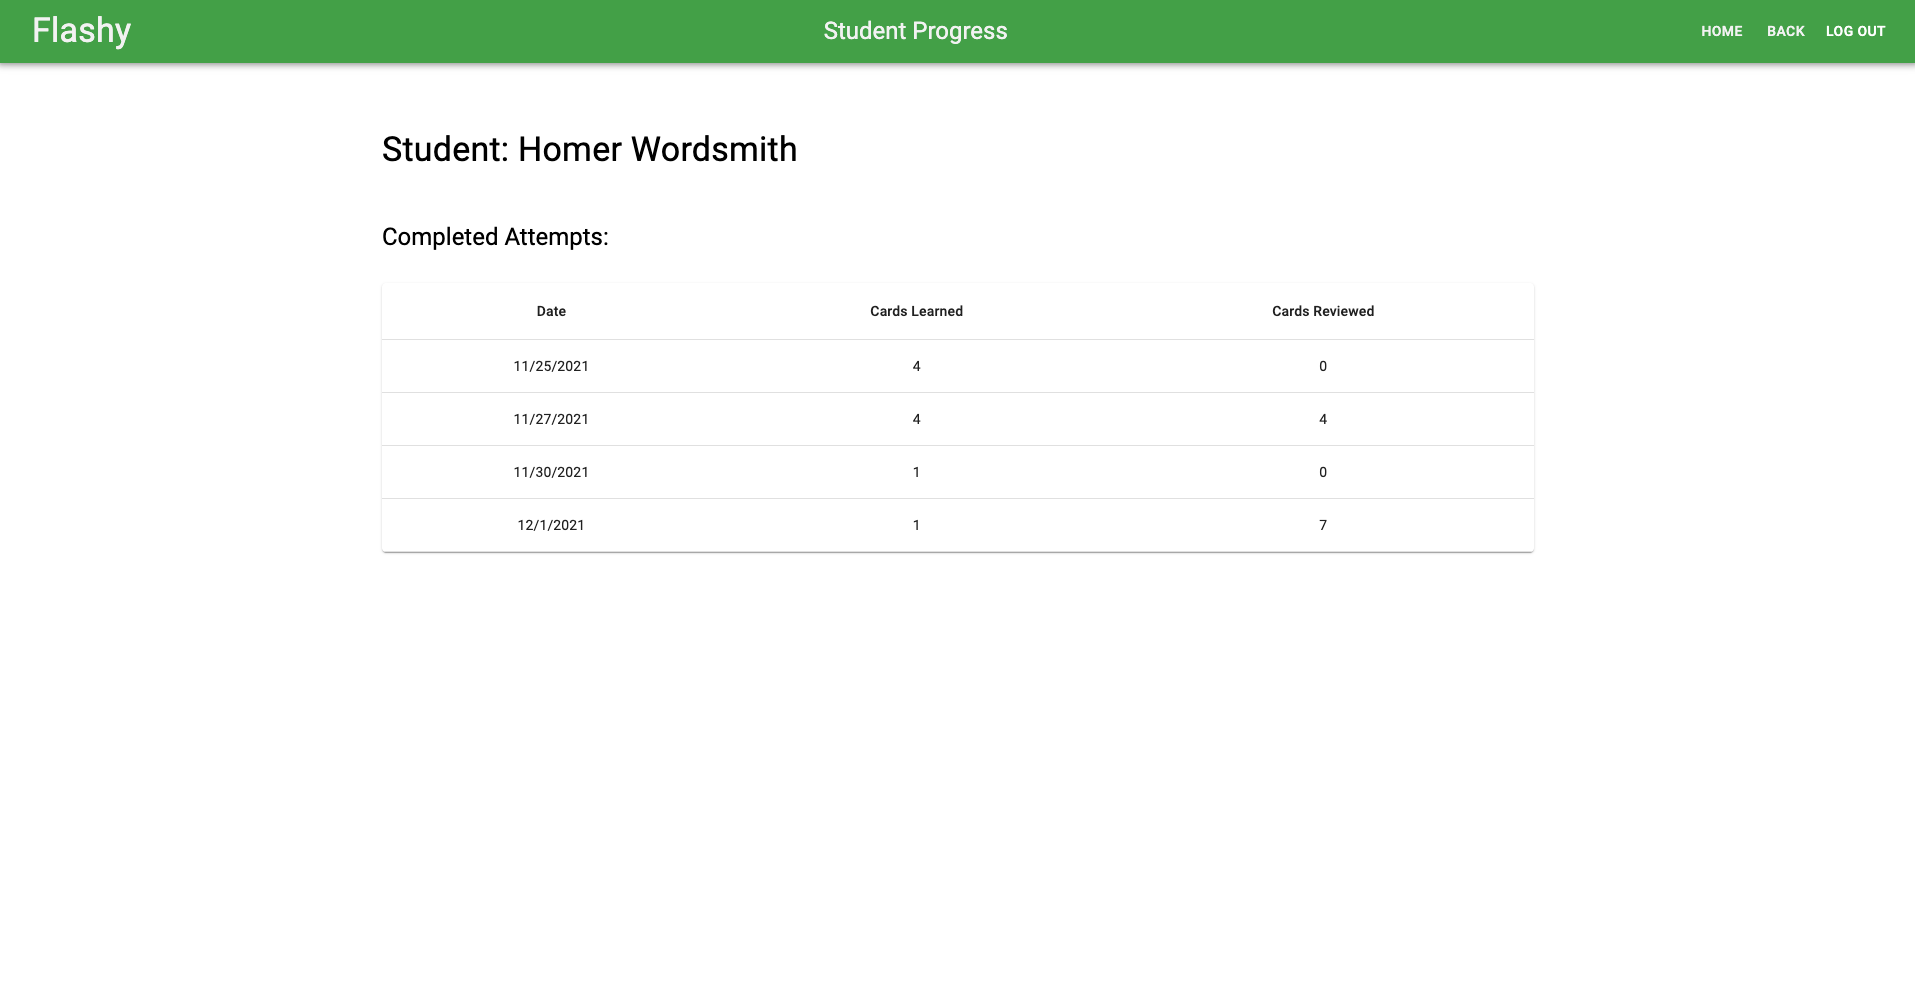 Flashy Student Progress HOME BACK LOG OUT
Student: Homer Wordsmith
Completed Attempts:
Date Cards Learned Cards Reviewed
11/25/2021 4 0
11/27/2021 4 4
11/30/2021 1 0
12/1/2021 1 7